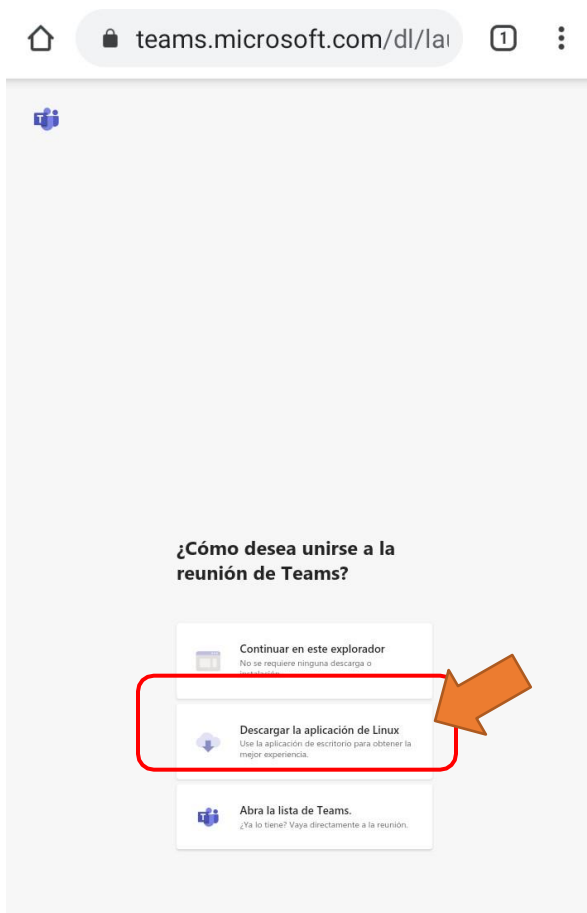 teams.microsoft.com/dl/la
1
¿Cómo desea unirse a la
reunión de Teams?
Continuar en este explorador
No se requiere ninguna descarga o
instalación.
Descargar la aplicación de Linux
Use la aplicación de escritorio para obtener la
mejor experiencia.
Abra la lista de Teams.
¿Ya lo tiene? Vaya directamente a la reunión.